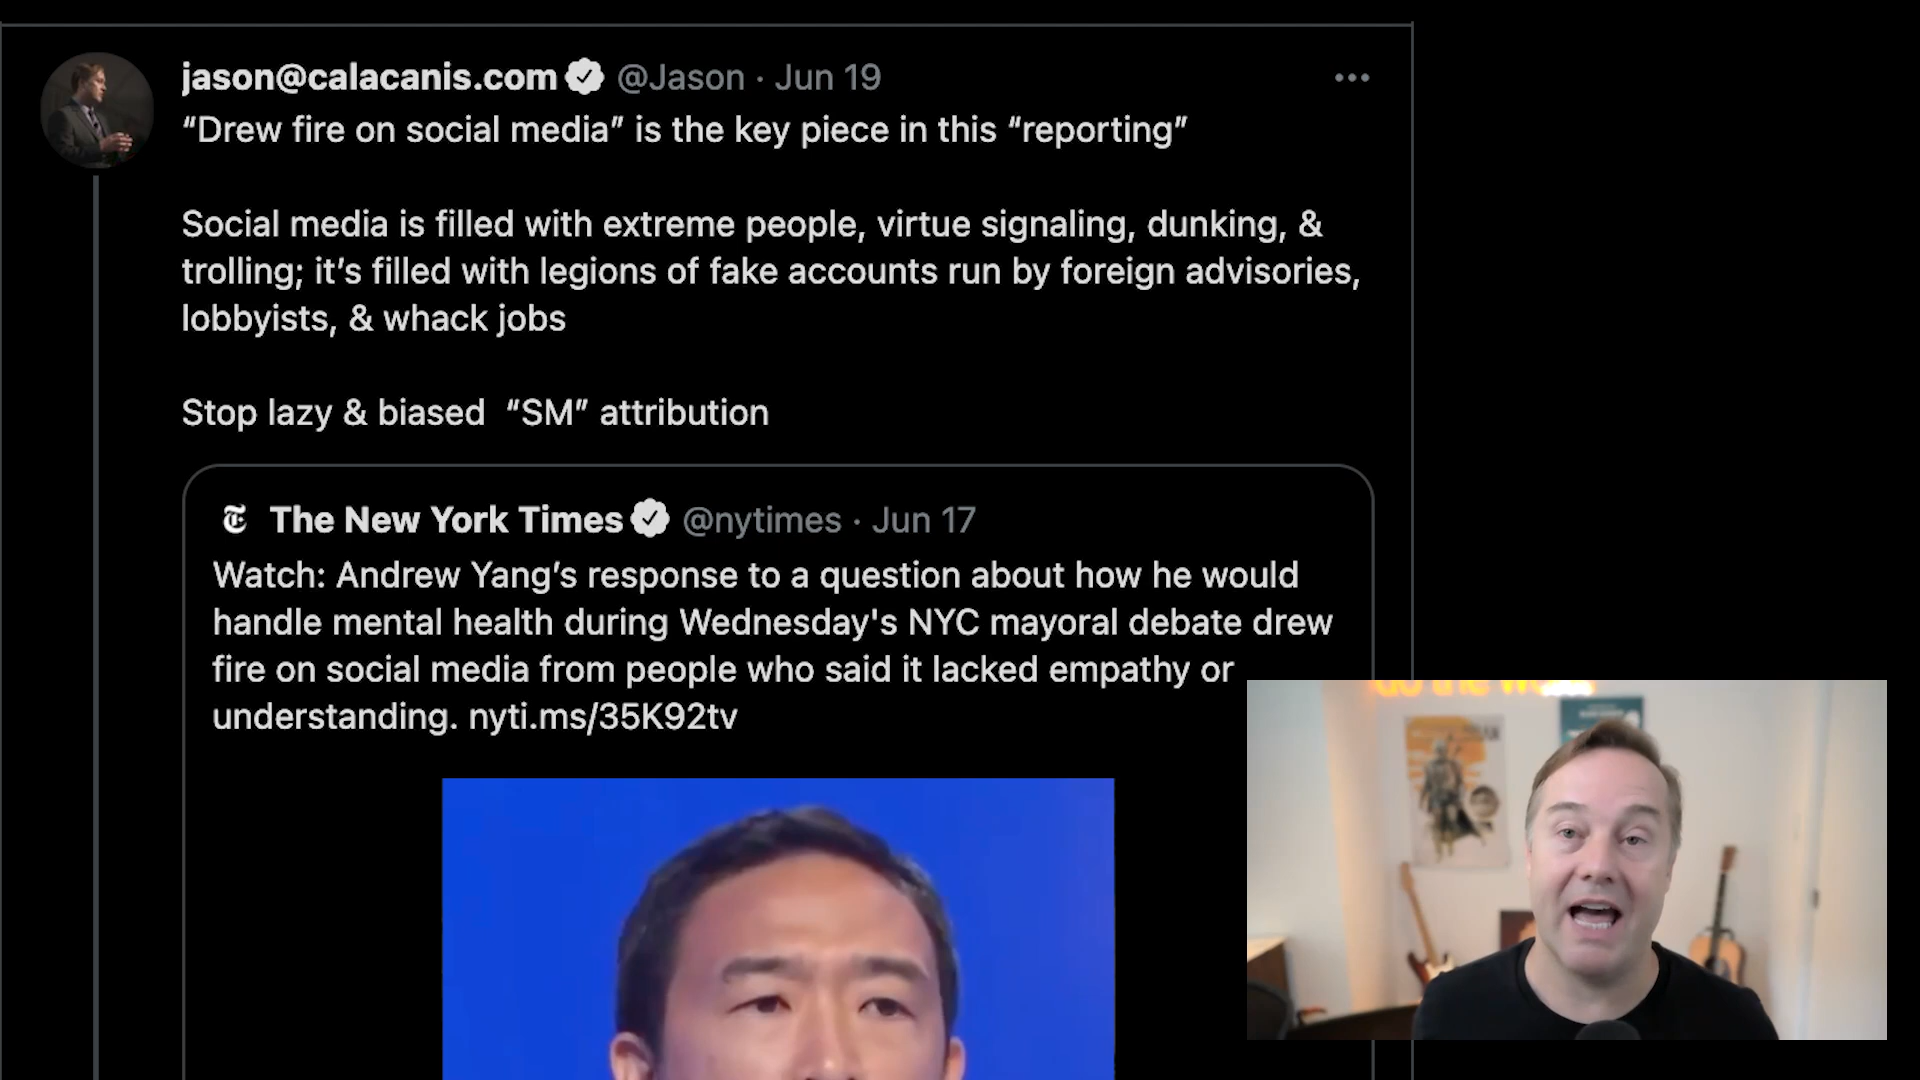 jason@calacanis.com @Jason · Jun 19
“Drew fire on social media” is the key piece in this “reporting”
Social media is filled with extreme people, virtue signaling, dunking, &
trolling; it’s filled with legions of fake accounts run by foreign advisories,
lobbyists, & whack jobs
Stop lazy & biased “SM” attribution
The New York Times @nytimes · Jun 17
Watch: Andrew Yang’s response to a question about how he would
handle mental health during Wednesday's NYC mayoral debate drew
fire on social media from people who said it lacked empathy or
understanding. nyti.ms/35K92tv
do the